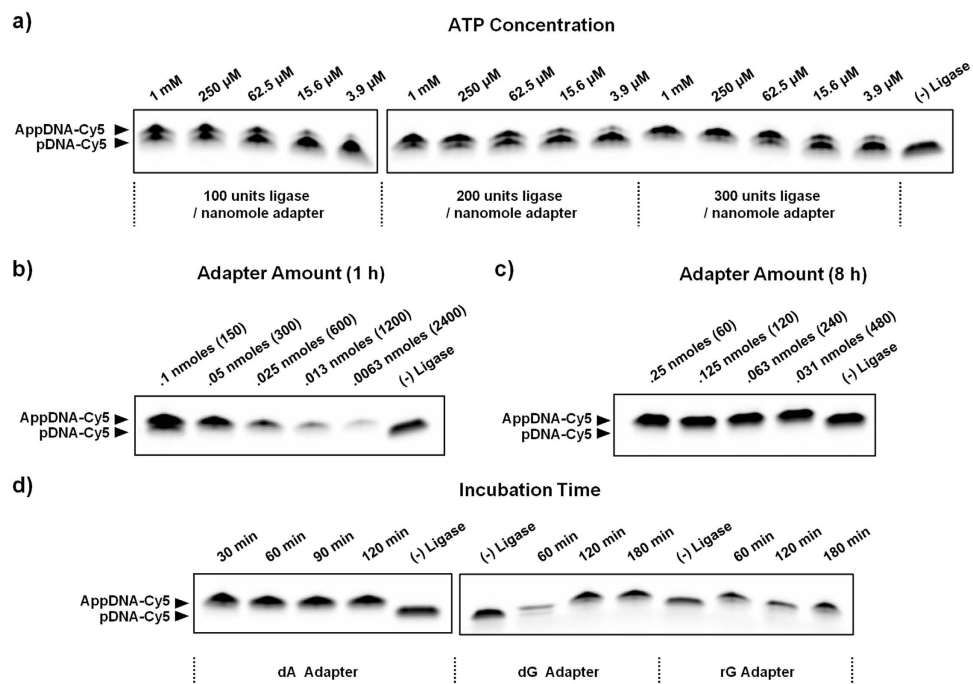 a)
ATP Concentration
1 mM 250 µM 62.5 µM 15.6 µM 3.9 µM 1 mM 250 µM 62.5 µM 15.6 µM 3.9 µM 1 mM 250 µM 62.5 µM 15.6 µM 3.9 µM (-) Ligase
AppDNA-Cy5
pDNA-Cy5
100 units ligase
/ nanomole adapter
200 units ligase
/ nanomole adapter
300 units ligase
/ nanomole adapter
b)
Adapter Amount (1 h)
.1 nmoles (150)
.05 nmoles (300)
.025 nmoles (600)
.013 nmoles (1200)
.0063 nmoles (2400)
(-) Ligase
AppDNA-Cy5
pDNA-Cy5
c)
Adapter Amount (8 h)
.25 nmoles (60)
.125 nmoles (120)
.063 nmoles (240)
.031 nmoles (480)
(-) Ligase
AppDNA-Cy5
pDNA-Cy5
d)
Incubation Time
30 min 60 min 90 min 120 min (-) Ligase (-) Ligase 60 min 120 min 180 min (-) Ligase 60 min 120 min 180 min
AppDNA-Cy5
pDNA-Cy5
dA Adapter
dG Adapter
rG Adapter